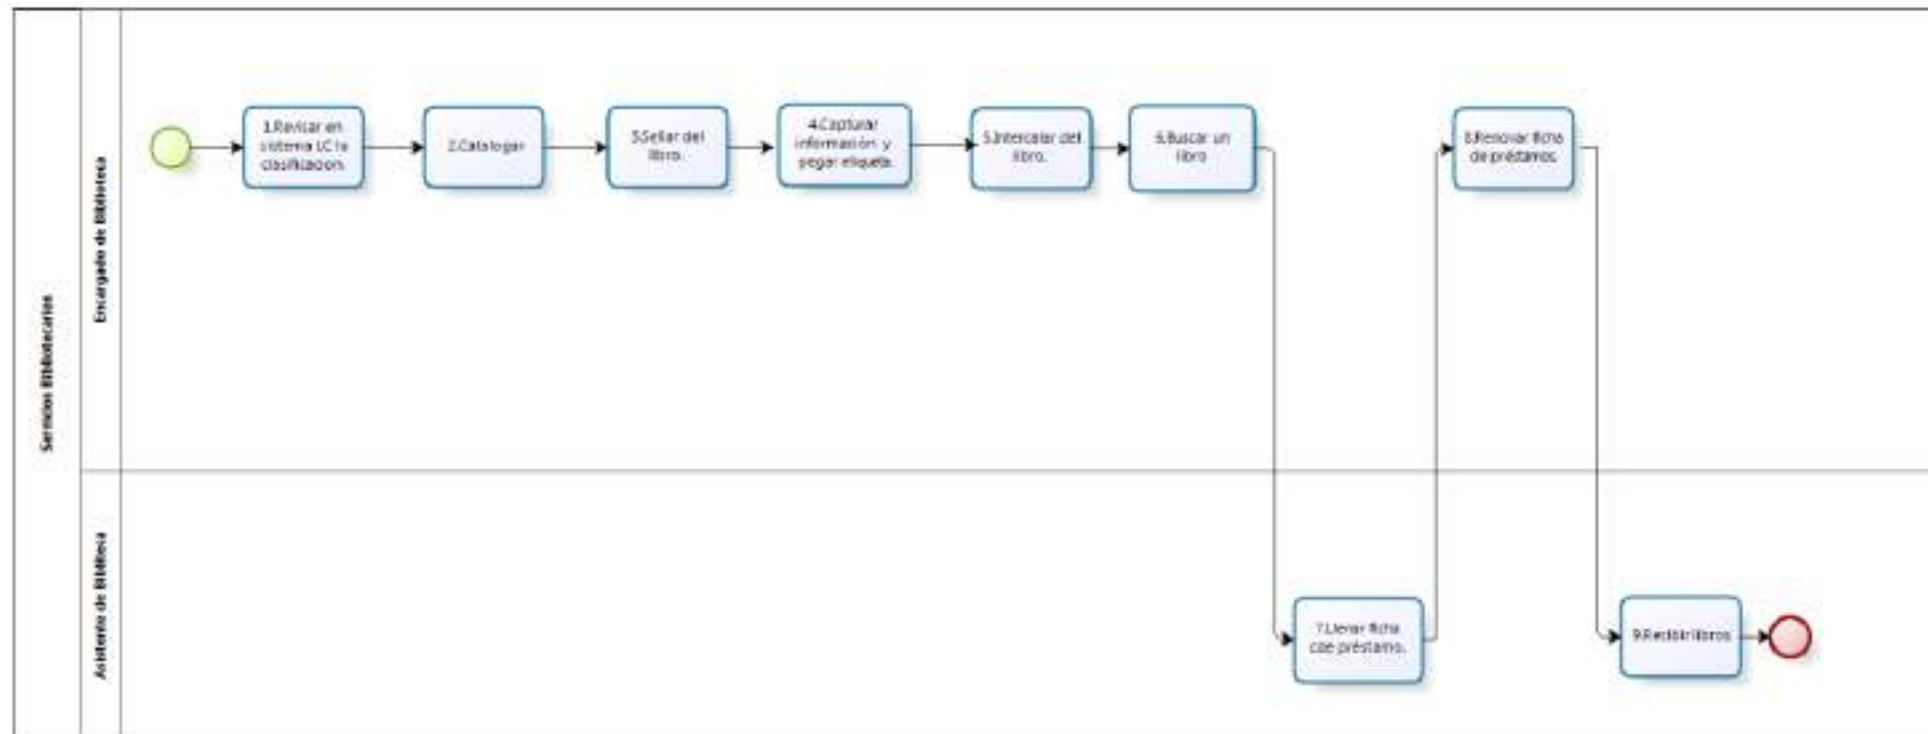 Servicios Bibliotecarios
Encargado de Biblioteca
1.Revisar en
sistema LC la
clasificacion.
2.Catalogar
3.Sellar del
libro.
4.Capturar
información y
pegar etiqueta.
5.Intercalar del
libro.
6.Buscar un
libro
8.Renovar ficha
de préstamos.
Asistente de Biblioteca
7.Llenar ficha
cde préstamo.
9.Recibir libros